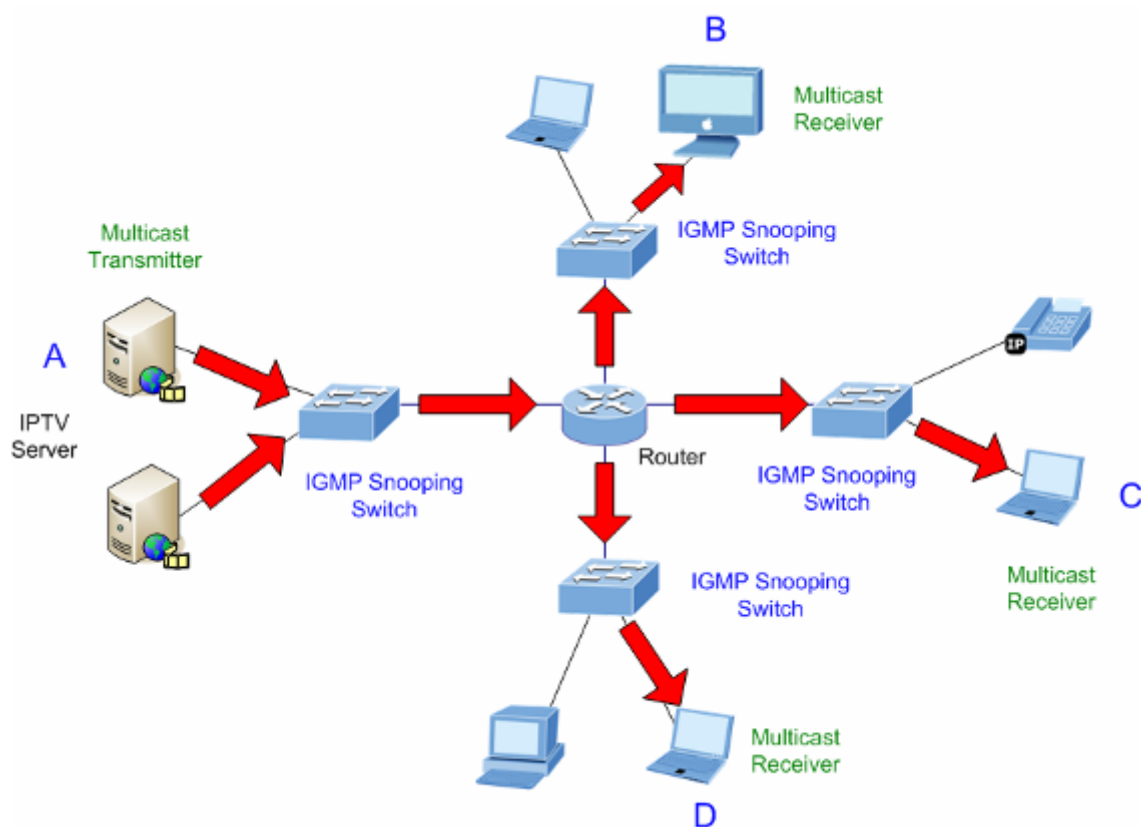 B
Multicast
Receiver
IGMP Snooping
Switch
Multicast
Transmitter
A
IPTV
Server
IGMP Snooping
Switch
Router
IP
IGMP Snooping
Switch
C
Multicast
Receiver
IGMP Snooping
Switch
Multicast
Receiver
D